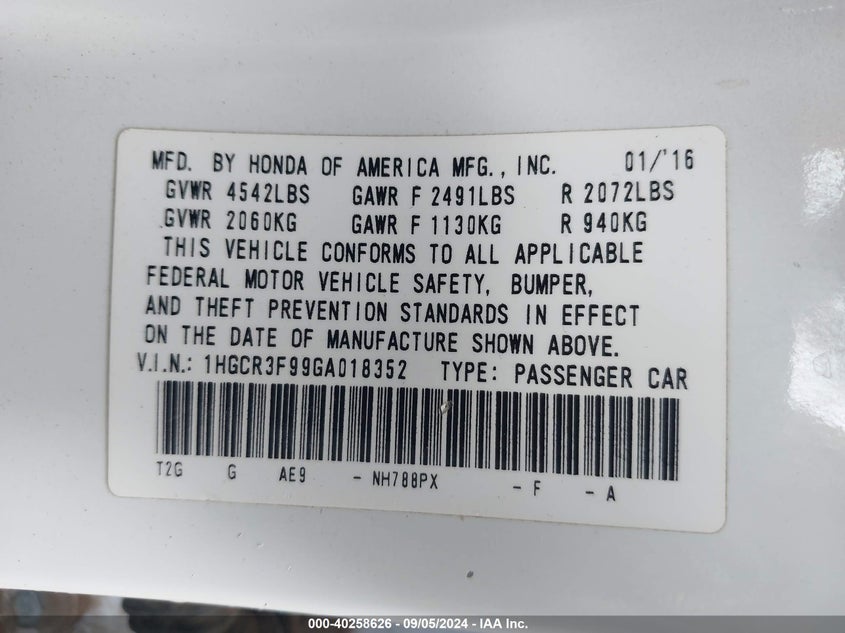 MFD. BY HONDA OF AMERICA MFG., INC. 01/'16
GVWR 4542LBS GAWR F 2491LBS R 2072LBS
GVWR 2060KG GAWR F 1130KG R 940KG
THIS VEHICLE CONFORMS TO ALL APPLICABLE
FEDERAL MOTOR VEHICLE SAFETY, BUMPER,
AND THEFT PREVENTION STANDARDS IN EFFECT
ON THE DATE OF MANUFACTURE SHOWN ABOVE.
V.I.N.: 1HGCR3F99GA018352 TYPE: PASSENGER CAR
T2G G AE9 - NH788PX - F - A
000-40258626 - 09/05/2024 - IAA Inc.